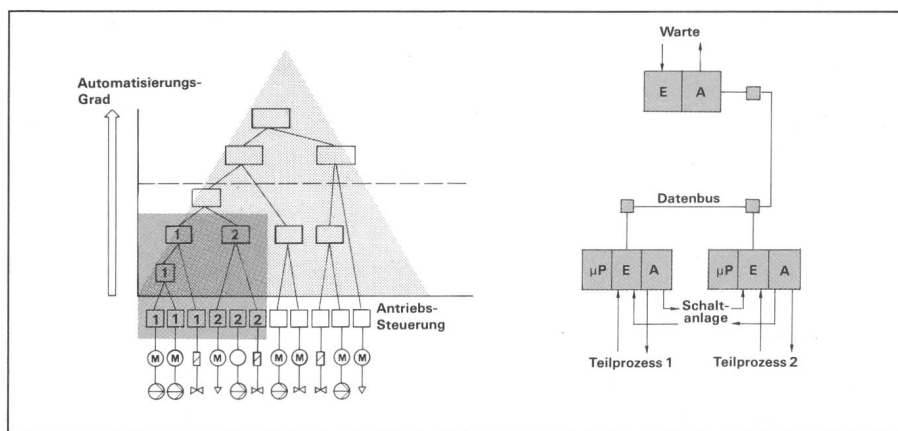 Automatisierungs-
Grad
1 2
1
Antriebs-
Steuerung
1 1 1 2 2 2
M M M M M M
Warte
E A
Datenbus
µP E A µP E A
Schalt-
anlage
Teilprozess 1 Teilprozess 2